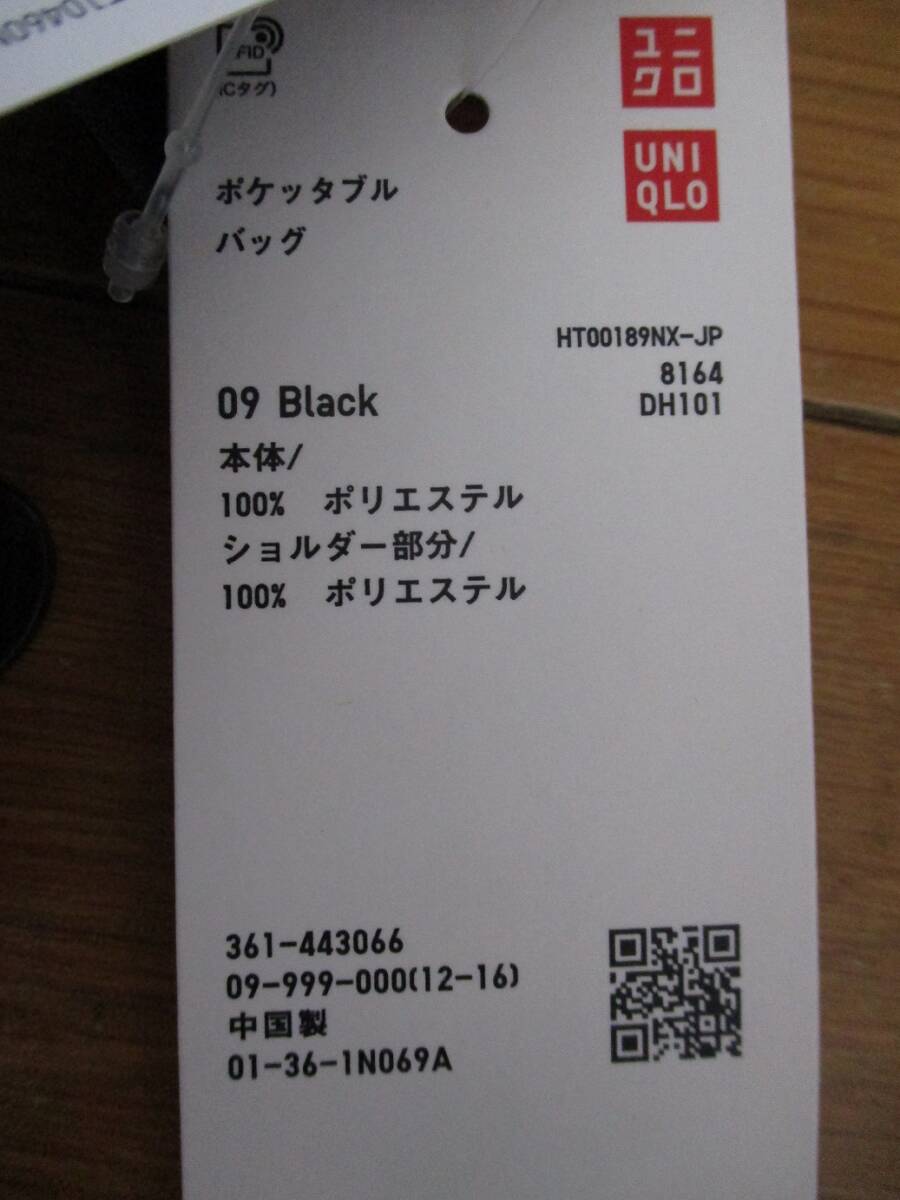 ユニ
クロ
UNI
QLO
ポケッタブル
バッグ
HT00189NX-JP
8164
DH101
09 Black
本体/
100% ポリエステル
ショルダー部分/
100% ポリエステル
361-443066
09-999-000(12-16)
中国製
01-36-1N069A